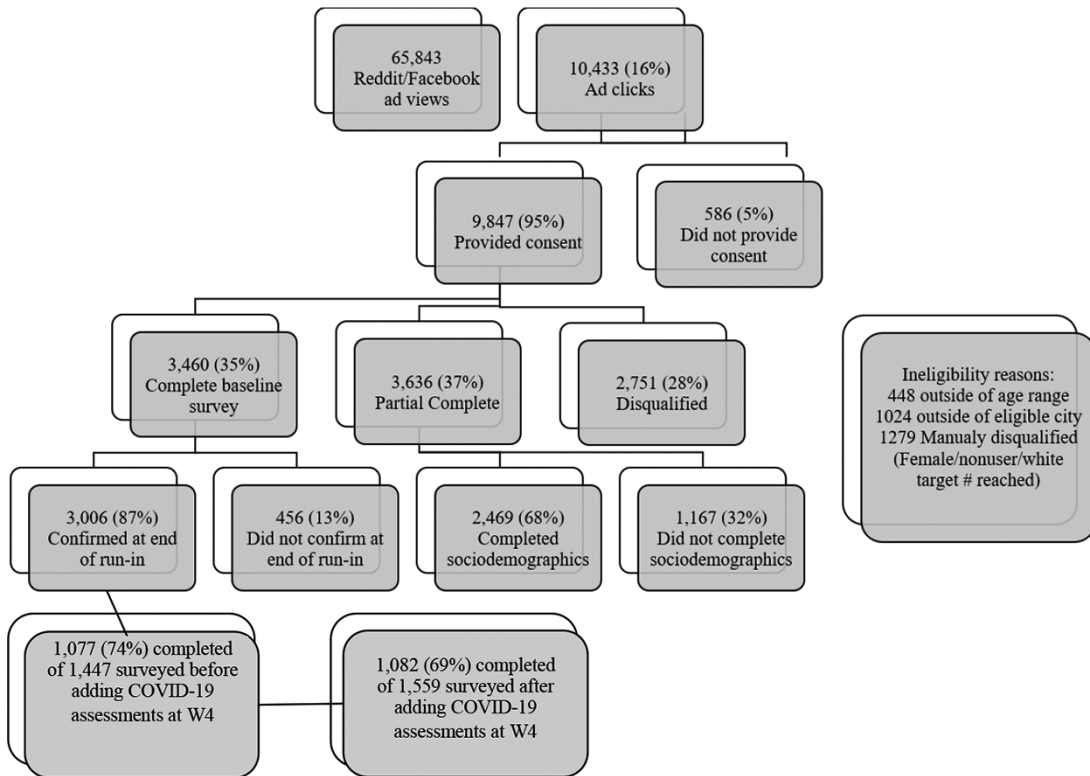 65,843
Reddit/Facebook
ad views
10,433 (16%)
Ad clicks
9,847 (95%)
Provided consent
586 (5%)
Did not provide
consent
3,460 (35%)
Complete baseline
survey
3,636 (37%)
Partial Complete
2,751 (28%)
Disqualified
Ineligibility reasons:
448 outside of age range
1024 outside of eligible city
1279 Manualy disqualified
(Female/nonuser/white
target # reached)
3,006 (87%)
Confirmed at end
of run-in
456 (13%)
Did not confirm at
end of run-in
2,469 (68%)
Completed
sociodemographics
1,167 (32%)
Did not complete
sociodemographics
1,077 (74%) completed
of 1,447 surveyed before
adding COVID-19
assessments at W4
1,082 (69%) completed
of 1,559 surveyed after
adding COVID-19
assessments at W4